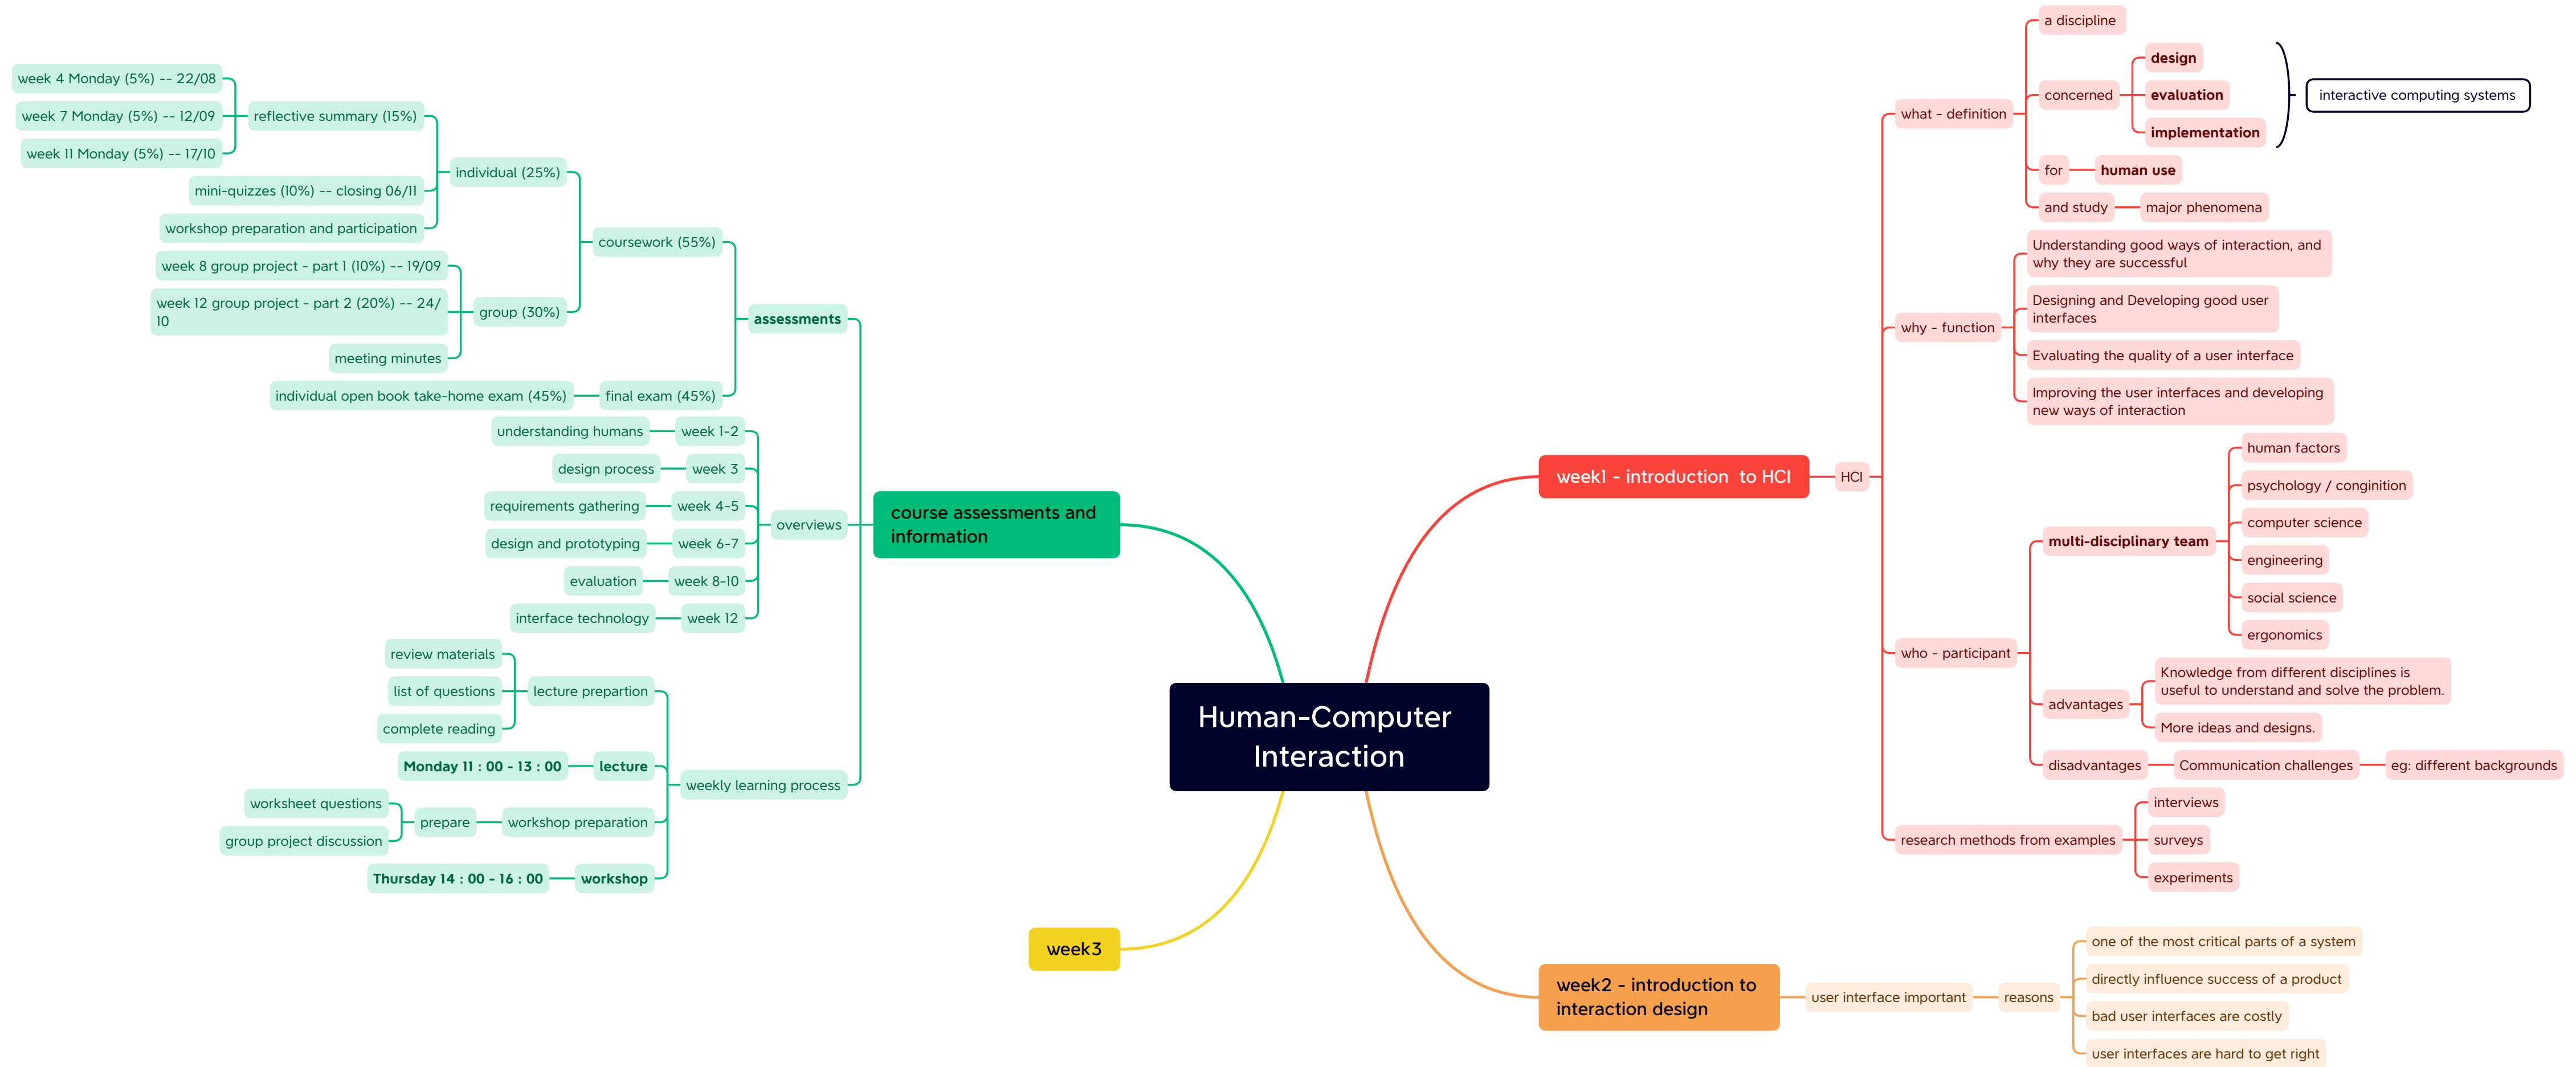 Human-Computer
Interaction
course assessments and
information
assessments
coursework (55%)
individual (25%)
reflective summary (15%)
week 4 Monday (5%) -- 22/08
week 7 Monday (5%) -- 12/09
week 11 Monday (5%) -- 17/10
mini-quizzes (10%) -- closing 06/11
workshop preparation and participation
group (30%)
week 8 group project - part 1 (10%) -- 19/09
week 12 group project - part 2 (20%) -- 24/
10
meeting minutes
final exam (45%)
individual open book take-home exam (45%)
overviews
week 1-2
understanding humans
week 3
design process
week 4-5
requirements gathering
week 6-7
design and prototyping
week 8-10
evaluation
week 12
interface technology
weekly learning process
lecture prepartion
review materials
list of questions
complete reading
lecture
Monday 11 : 00 - 13 : 00
workshop preparation
prepare
worksheet questions
group project discussion
workshop
Thursday 14 : 00 - 16 : 00
week1 - introduction  to HCI
HCI
what - definition
a discipline
concerned
design
evaluation
implementation
interactive computing systems
for
human use
and study
major phenomena
why - function
Understanding good ways of interaction, and
why they are successful
Designing and Developing good user
interfaces
Evaluating the quality of a user interface
Improving the user interfaces and developing
new ways of interaction
who - participant
multi-disciplinary team
human factors
psychology / conginition
computer science
engineering
social science
ergonomics
advantages
Knowledge from different disciplines is
useful to understand and solve the problem.
More ideas and designs.
disadvantages
Communication challenges
eg: different backgrounds
research methods from examples
interviews
surveys
experiments
week2 - introduction to
interaction design
user interface important
reasons
one of the most critical parts of a system
directly influence success of a product
bad user interfaces are costly
user interfaces are hard to get right
week3